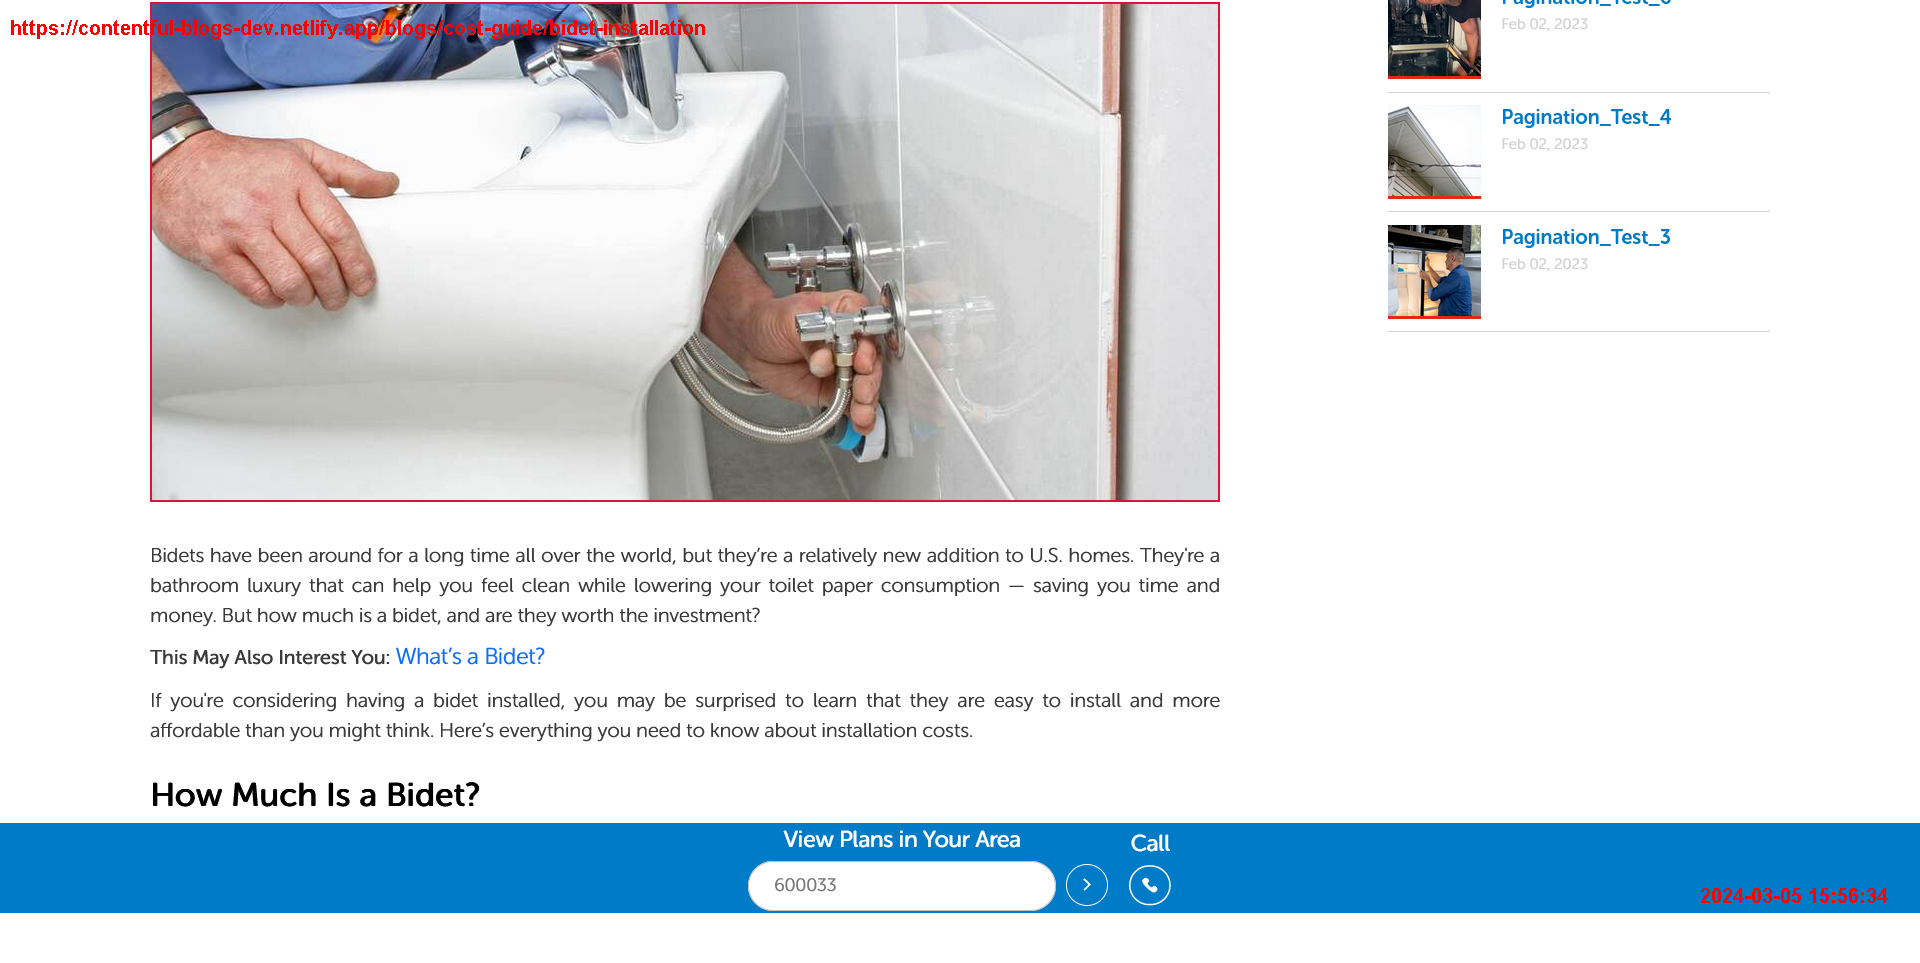 https://contentful-blogs-dev.netlify.app/blogs/cost-guide/bidet-installation
Bidets have been around for a long time all over the world, but they’re a relatively new addition to U.S. homes. They're a
bathroom luxury that can help you feel clean while lowering your toilet paper consumption — saving you time and
money. But how much is a bidet, and are they worth the investment?
This May Also Interest You: What’s a Bidet?
If you're considering having a bidet installed, you may be surprised to learn that they are easy to install and more
affordable than you might think. Here’s everything you need to know about installation costs.
How Much Is a Bidet?
Feb 02, 2023
Pagination_Test_4
Feb 02, 2023
Pagination_Test_3
Feb 02, 2023
View Plans in Your Area
600033
Call
2024-03-05 15:56:34